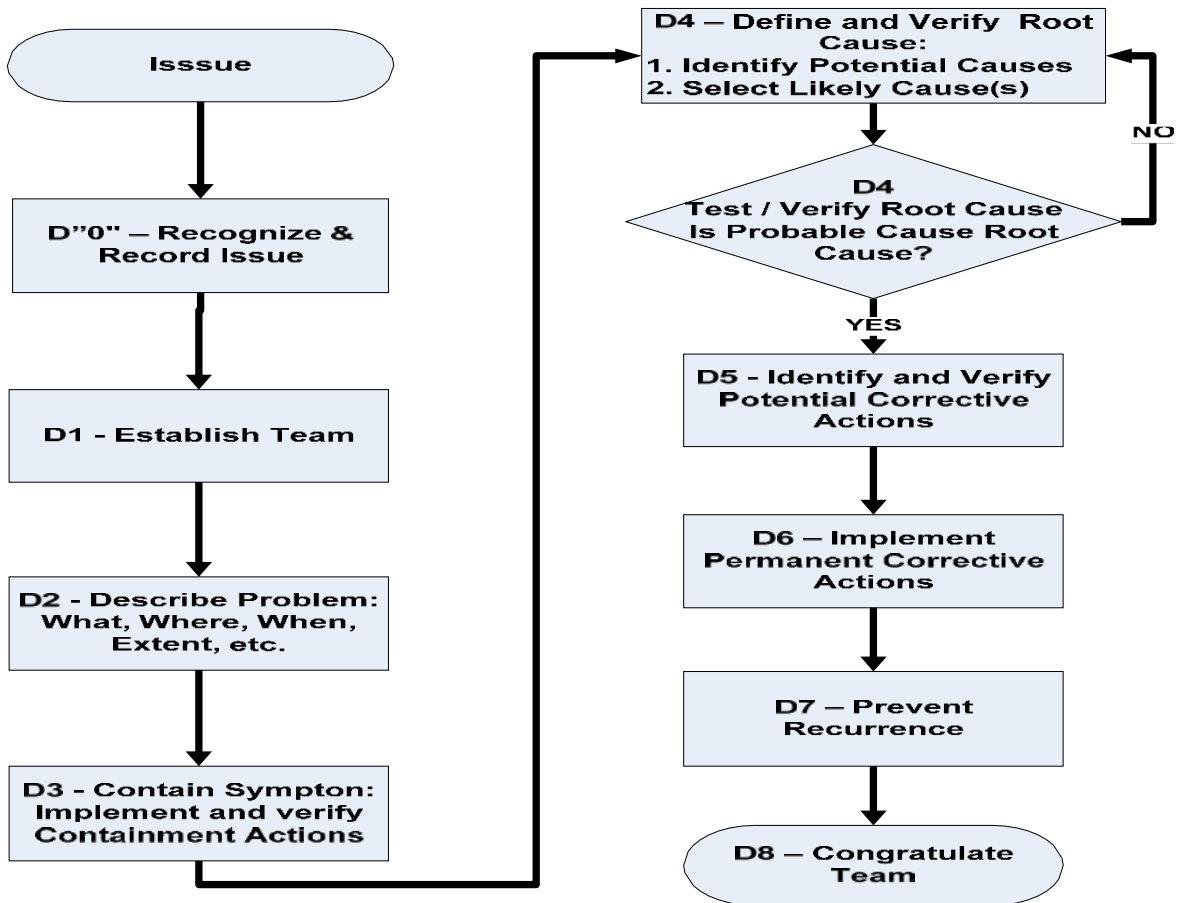 Isssue
D”0" – Recognize &
Record Issue
D1 - Establish Team
D2 - Describe Problem:
What, Where, When,
Extent, etc.
D3 - Contain Sympton:
Implement and verify
Containment Actions
D4 – Define and Verify Root
Cause:
1. Identify Potential Causes
2. Select Likely Cause(s)
NO
D4
Test / Verify Root Cause
Is Probable Cause Root
Cause?
YES
D5 - Identify and Verify
Potential Corrective
Actions
D6 – Implement
Permanent Corrective
Actions
D7 – Prevent
Recurrence
D8 – Congratulate
Team